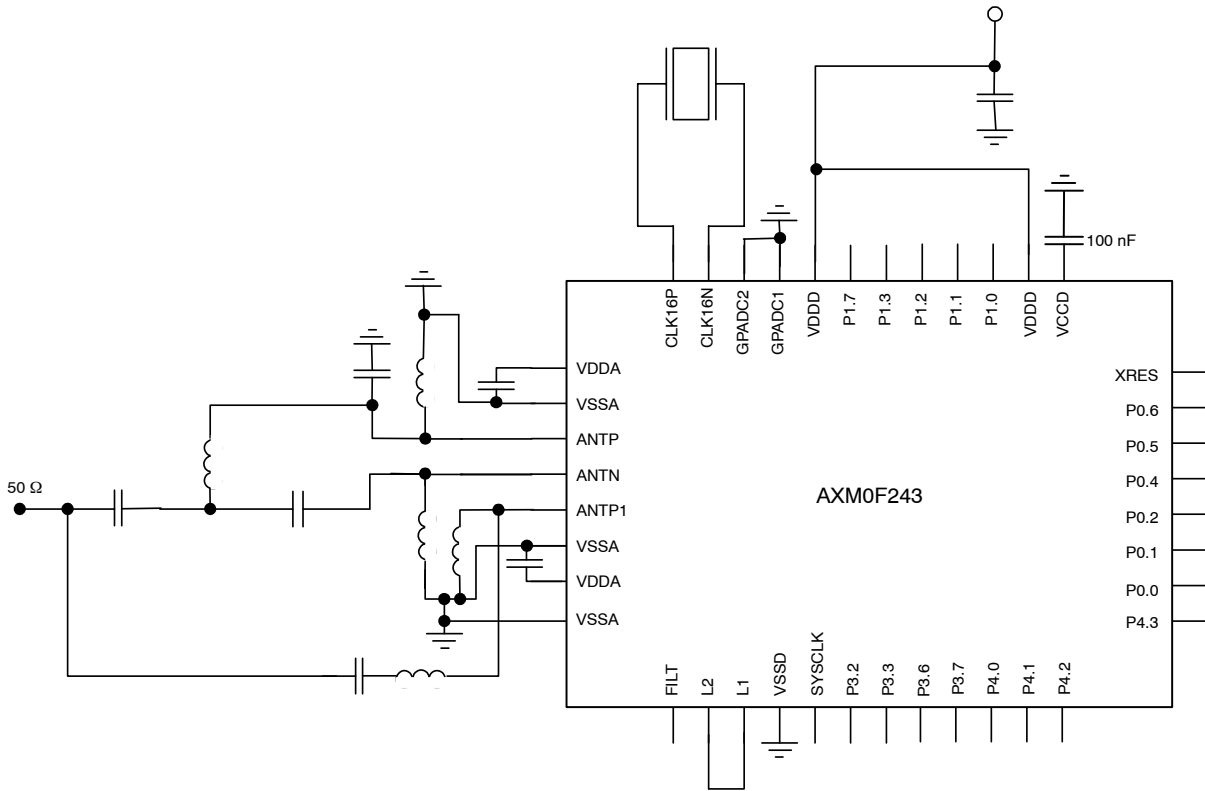 100 nF
CLK16P
CLK16N
GPADC2
GPADC1
VDDD
P1.7
P1.3
P1.2
P1.1
P1.0
VDDD
VCCD
VDDA
VSSA
ANTP
ANTN
ANTP1
VSSA
VDDA
VSSA
50 Ω
AXM0F243
XRES
P0.6
P0.5
P0.4
P0.2
P0.1
P0.0
P4.3
FILT
L2
L1
VSSD
SYSCLK
P3.2
P3.3
P3.6
P3.7
P4.0
P4.1
P4.2